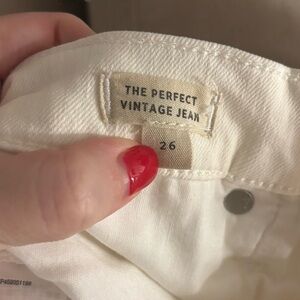 THE PERFECT
VINTAGE JEAN
26